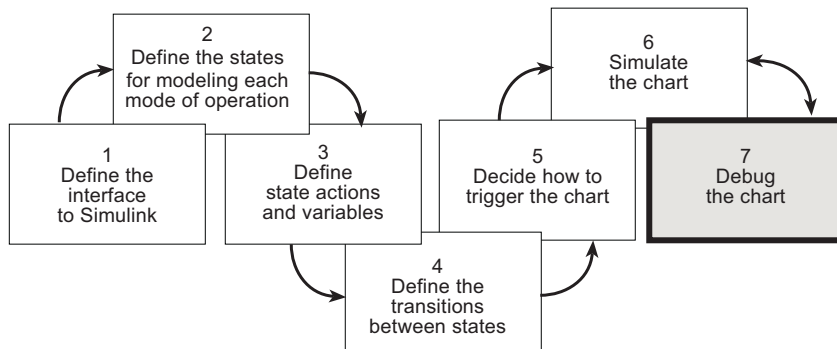 1
Define the
interface
to Simulink
2
Define the states
for modeling each
mode of operation
3
Define
state actions
and variables
4
Define the
transitions
between states
5
Decide how to
trigger the chart
6
Simulate
the chart
7
Debug
the chart